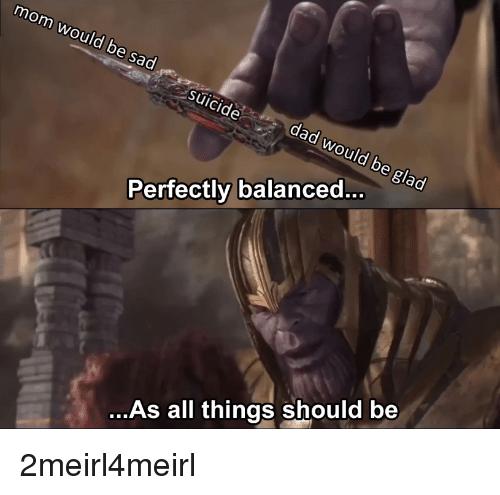 mom would be sad
suicide
dad would be glad
Perfectly balanced...
...As all things should be
2meirl4meirl